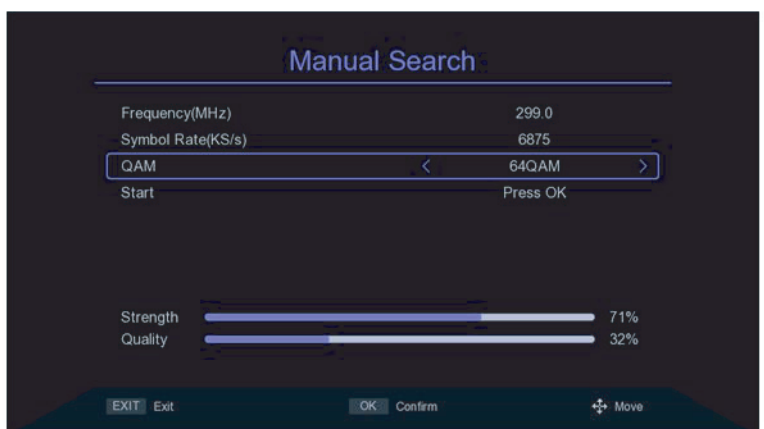 Manual Search
Frequency(MHz) 299.0
Symbol Rate(KS/s) 6875
QAM < 64QAM >
Start Press OK
Strength 71%
Quality 32%
EXIT Exit OK Confirm Move